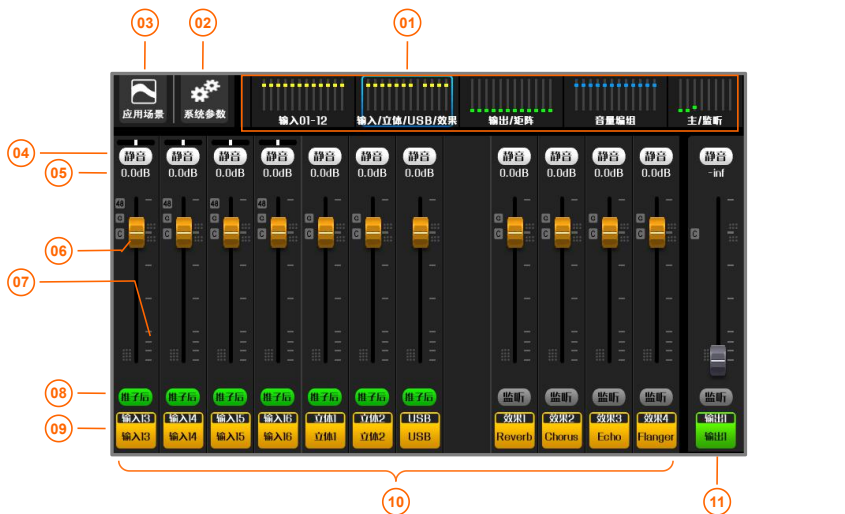 03 02 01
应用场景 系统参数 输入01-12 输入/立体/USB/效果 输出/矩阵 音量编组 主/监听
04 静音 静音 静音 静音 静音 静音 静音 静音 静音 静音 静音 静音
05 0.0dB 0.0dB 0.0dB 0.0dB 0.0dB 0.0dB 0.0dB 0.0dB 0.0dB 0.0dB 0.0dB -inf
48 48 48 48
G G G G G G G G G G G
06 C C C C C C C C C C C C
07
08 推子后 推子后 推子后 推子后 推子后 推子后 推子后 监听 监听 监听 监听 监听
09 输入13 输入14 输入15 输入16 立体1 立体2 USB 效果1 效果2 效果3 效果4 输出1
输入13 输入14 输入15 输入16 立体1 立体2 USB Reverb Chorus Echo Flanger 输出1
10 11